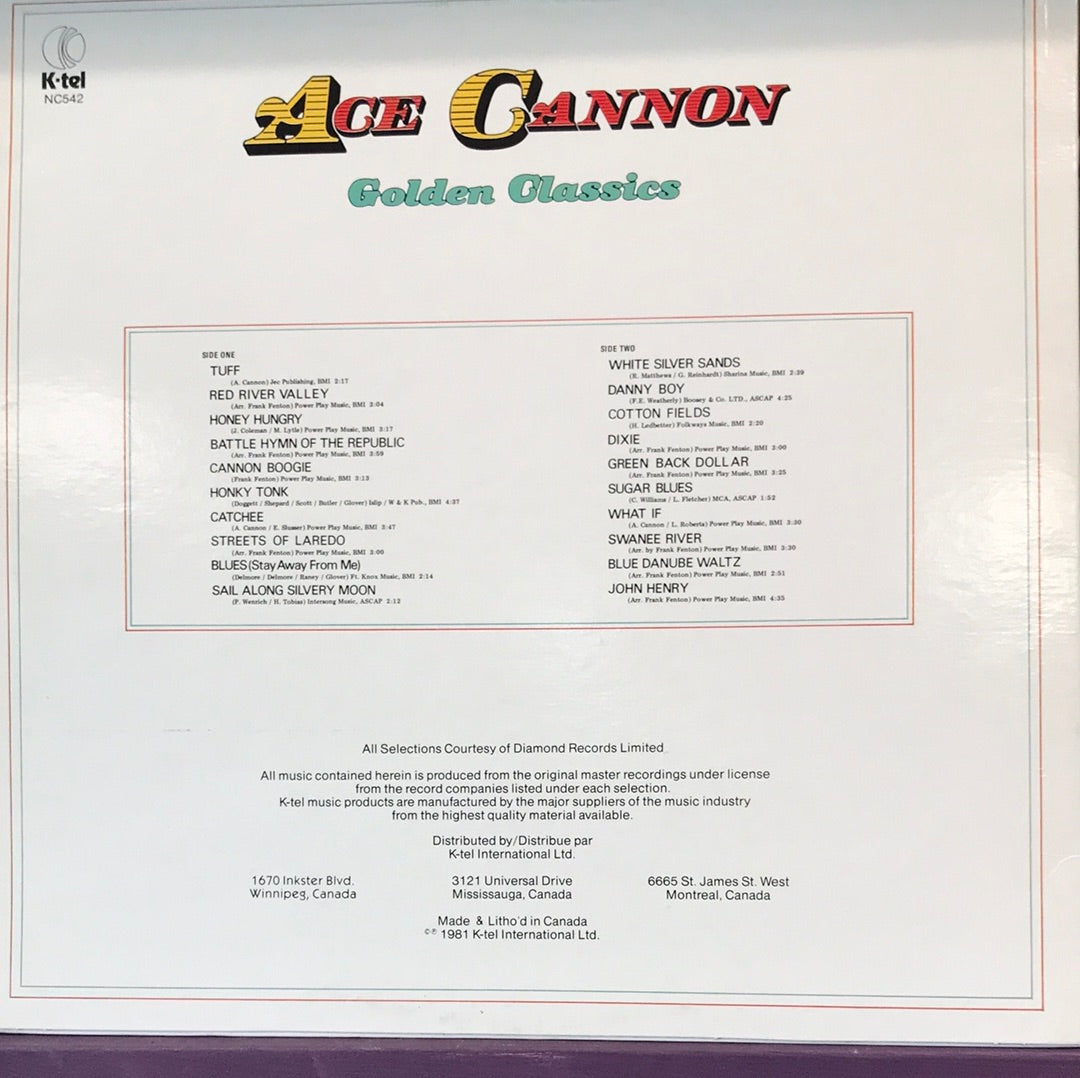 K-tel
NC542
ACE CANNON
Golden Classics
SIDE ONE
TUFF
(A. Cannon) Jec Publishing, BMI 2:17
RED RIVER VALLEY
(Arr. Frank Fenton) Power Play Music, BMI 3:04
HONEY HUNGRY
(J. Coleman / M. Lytle) Power Play Music, BMI 3:17
BATTLE HYMN OF THE REPUBLIC
(Arr. Frank Fenton) Power Play Music, BMI 3:59
CANNON BOOGIE
(Frank Fenton) Power Play Music, BMI 3:13
HONKY TONK
(Doggett / Shepard / Scott / Butler / Glover) Islip / W & K Pub., BMI 4:37
CATCHEE
(A. Cannon / E. Slusser) Power Play Music, BMI 3:47
STREETS OF LAREDO
(Arr. Frank Fenton) Power Play Music, BMI 3:00
BLUES (Stay Away From Me)
(Delmore / Delmore / Raney / Glover) Ft. Knox Music, BMI 2:14
SAIL ALONG SILVERY MOON
(P. Wenrich / H. Tobias) Intersong Music, ASCAP 2:12
SIDE TWO
WHITE SILVER SANDS
(R. Matthews / G. Reinhardt) Sharina Music, BMI 2:39
DANNY BOY
(F.E. Weatherly) Boosey & Co. LTD., ASCAP 4:25
COTTON FIELDS
(H. Ledbetter) Folkways Music, BMI 2:20
DIXIE
(Arr. Frank Fenton) Power Play Music, BMI 3:00
GREEN BACK DOLLAR
(Arr. Frank Fenton) Power Play Music, BMI 3:25
SUGAR BLUES
(C. Williams / L. Fletcher) MCA, ASCAP 1:52
WHAT IF
(A. Cannon / L. Roberts) Power Play Music, BMI 3:30
SWANEE RIVER
(Arr. by Frank Fenton) Power Play Music, BMI 3:30
BLUE DANUBE WALTZ
(Arr. Frank Fenton) Power Play Music, BMI 2:51
JOHN HENRY
(Arr. Frank Fenton) Power Play Music, BMI 4:35
All Selections Courtesy of Diamond Records Limited
All music contained herein is produced from the original master recordings under license
from the record companies listed under each selection.
K-tel music products are manufactured by the major suppliers of the music industry
from the highest quality material available.
Distributed by/Distribue par
K-tel International Ltd.
1670 Inkster Blvd.
Winnipeg, Canada
3121 Universal Drive
Mississauga, Canada
6665 St. James St. West
Montreal, Canada
Made & Litho'd in Canada
©℗ 1981 K-tel International Ltd.